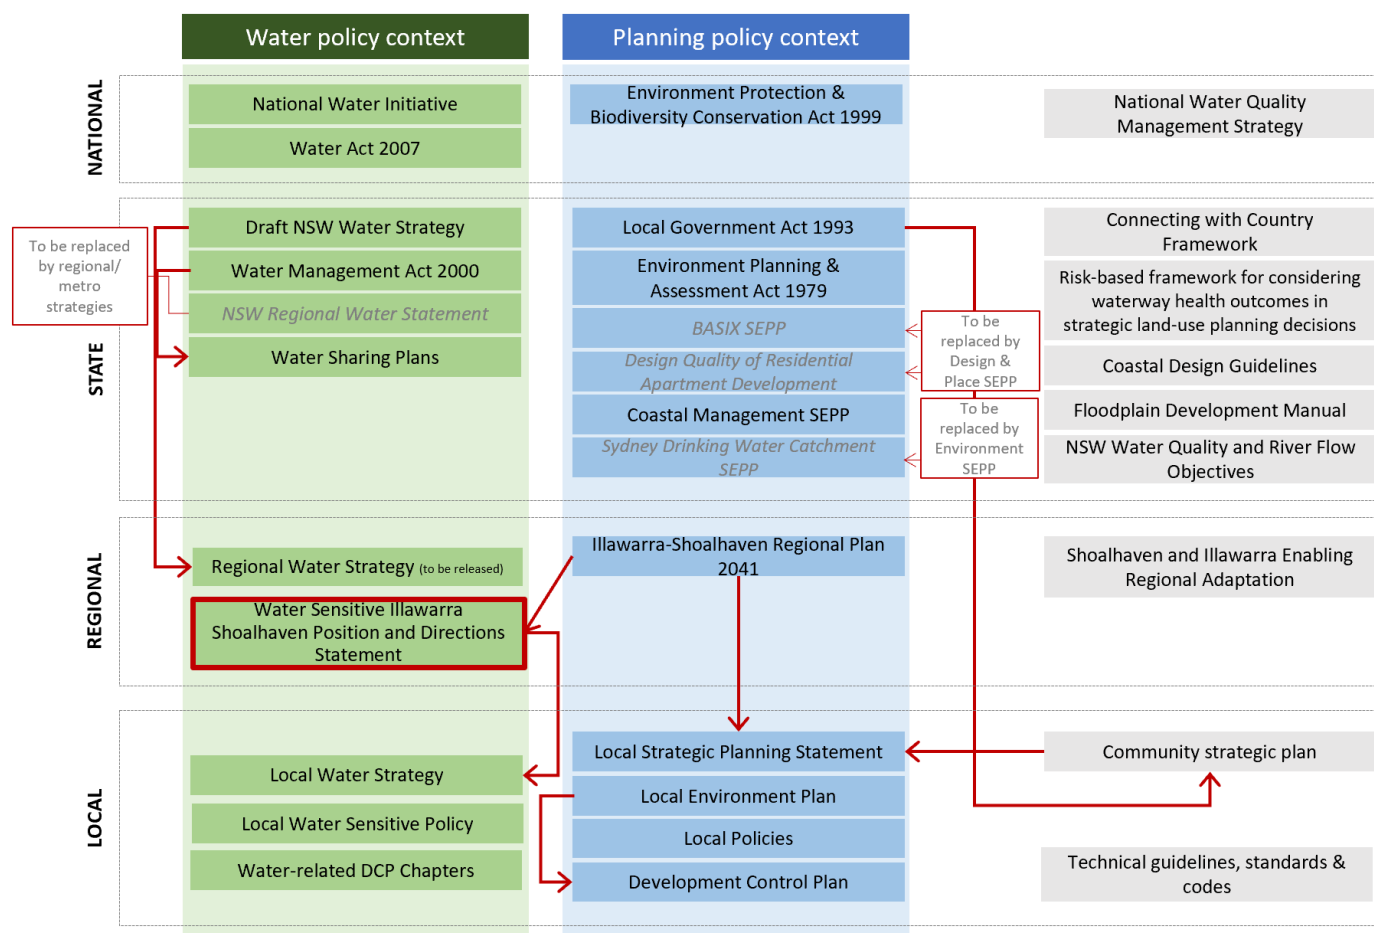 Water policy context
Planning policy context
NATIONAL
National Water Initiative
Water Act 2007
Environment Protection &
Biodiversity Conservation Act 1999
National Water Quality
Management Strategy
STATE
To be replaced
by regional/
metro
strategies
Draft NSW Water Strategy
Water Management Act 2000
NSW Regional Water Statement
Water Sharing Plans
Local Government Act 1993
Environment Planning &
Assessment Act 1979
BASIX SEPP
Design Quality of Residential
Apartment Development
Coastal Management SEPP
Sydney Drinking Water Catchment
SEPP
To be
replaced by
Design &
Place SEPP
To be
replaced by
Environment
SEPP
Connecting with Country
Framework
Risk-based framework for considering
waterway health outcomes in
strategic land-use planning decisions
Coastal Design Guidelines
Floodplain Development Manual
NSW Water Quality and River Flow
Objectives
REGIONAL
Regional Water Strategy (to be released)
Water Sensitive Illawarra
Shoalhaven Position and Directions
Statement
Illawarra-Shoalhaven Regional Plan
2041
Shoalhaven and Illawarra Enabling
Regional Adaptation
LOCAL
Local Water Strategy
Local Water Sensitive Policy
Water-related DCP Chapters
Local Strategic Planning Statement
Local Environment Plan
Local Policies
Development Control Plan
Community strategic plan
Technical guidelines, standards &
codes